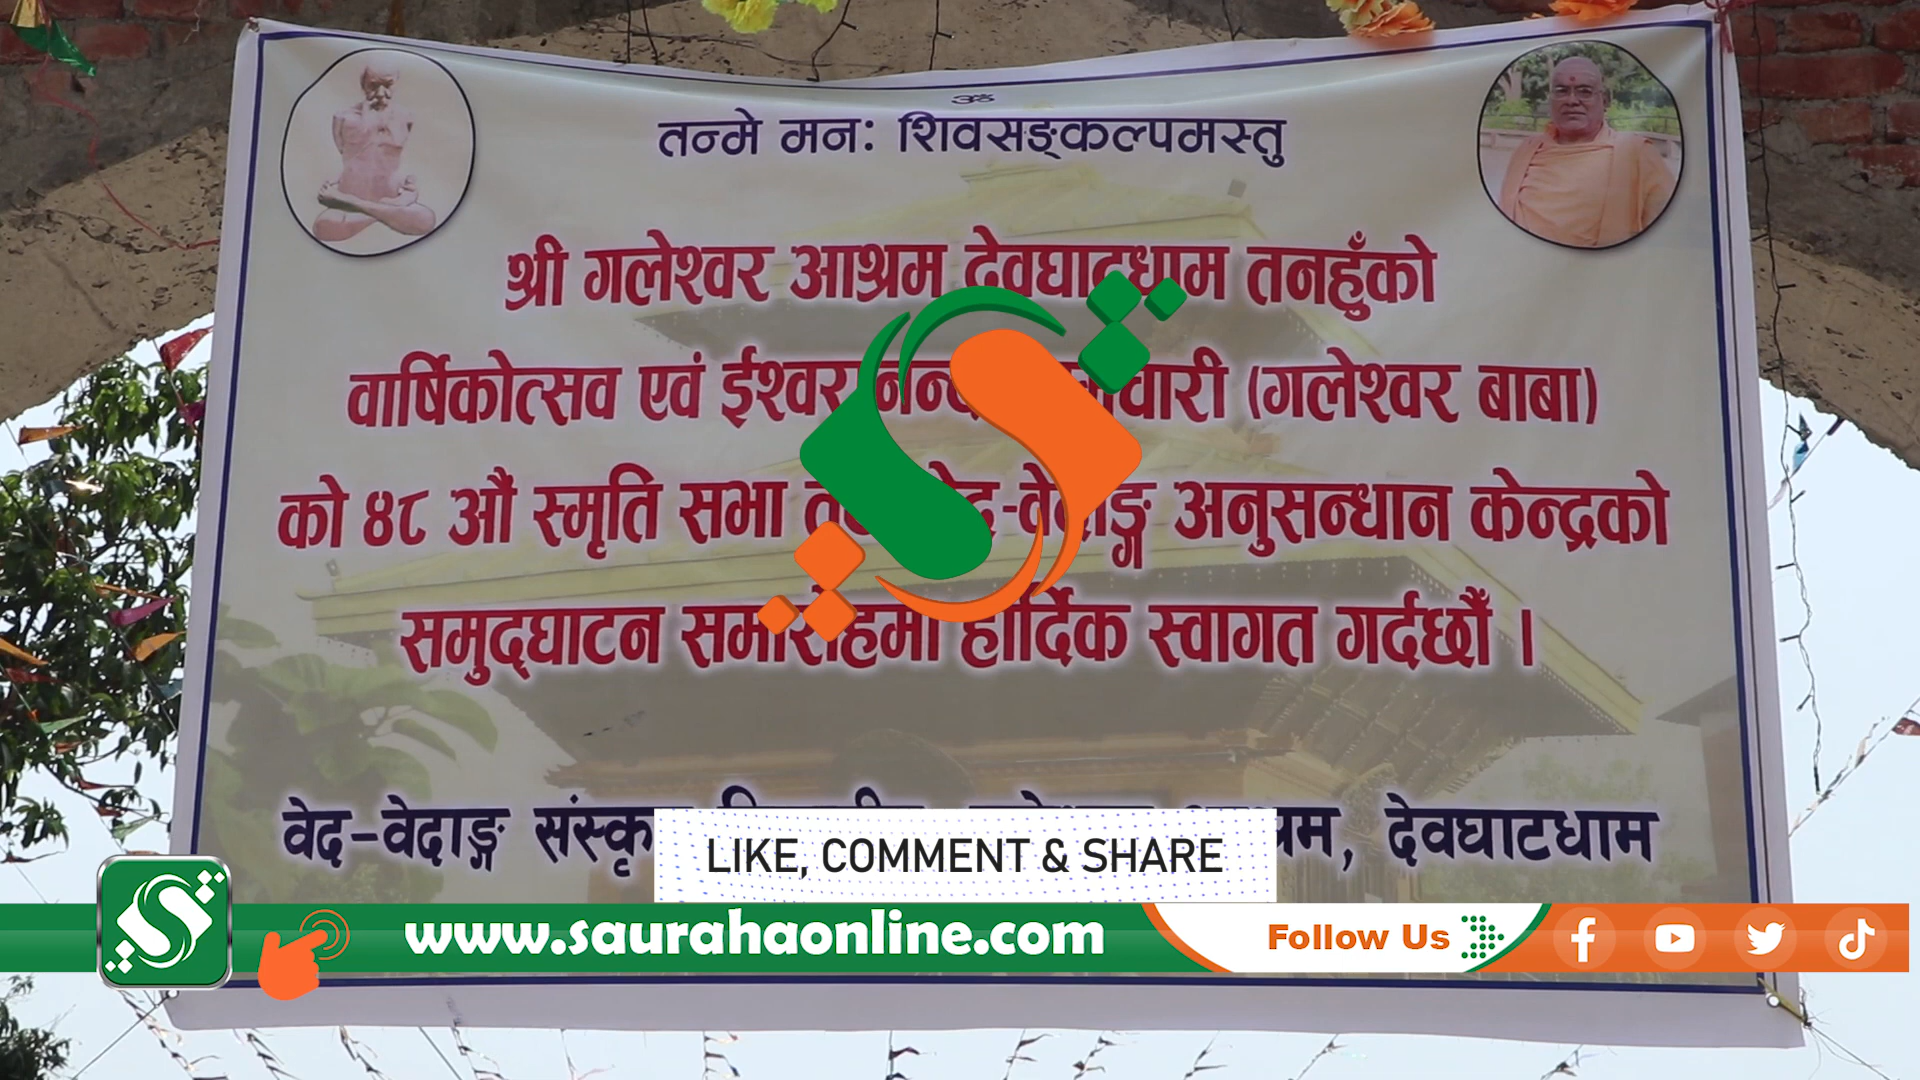 ॐ
तन्मे मनः शिवसङ्कल्पमस्तु
श्री गलेश्वर आश्रम देवघाटधाम तनहुँको
वार्षिकोत्सव एवं ईश्वर (गलेश्वर बाबा)
को ४८ औं स्मृति सभा अनुसन्धान केन्द्रको
समुद्घाटन समारोहमा हार्दिक स्वागत गर्दछौं ।
वेद-वेदाङ्ग देवघाटधाम
LIKE, COMMENT & SHARE
www.saurahaonline.com Follow Us